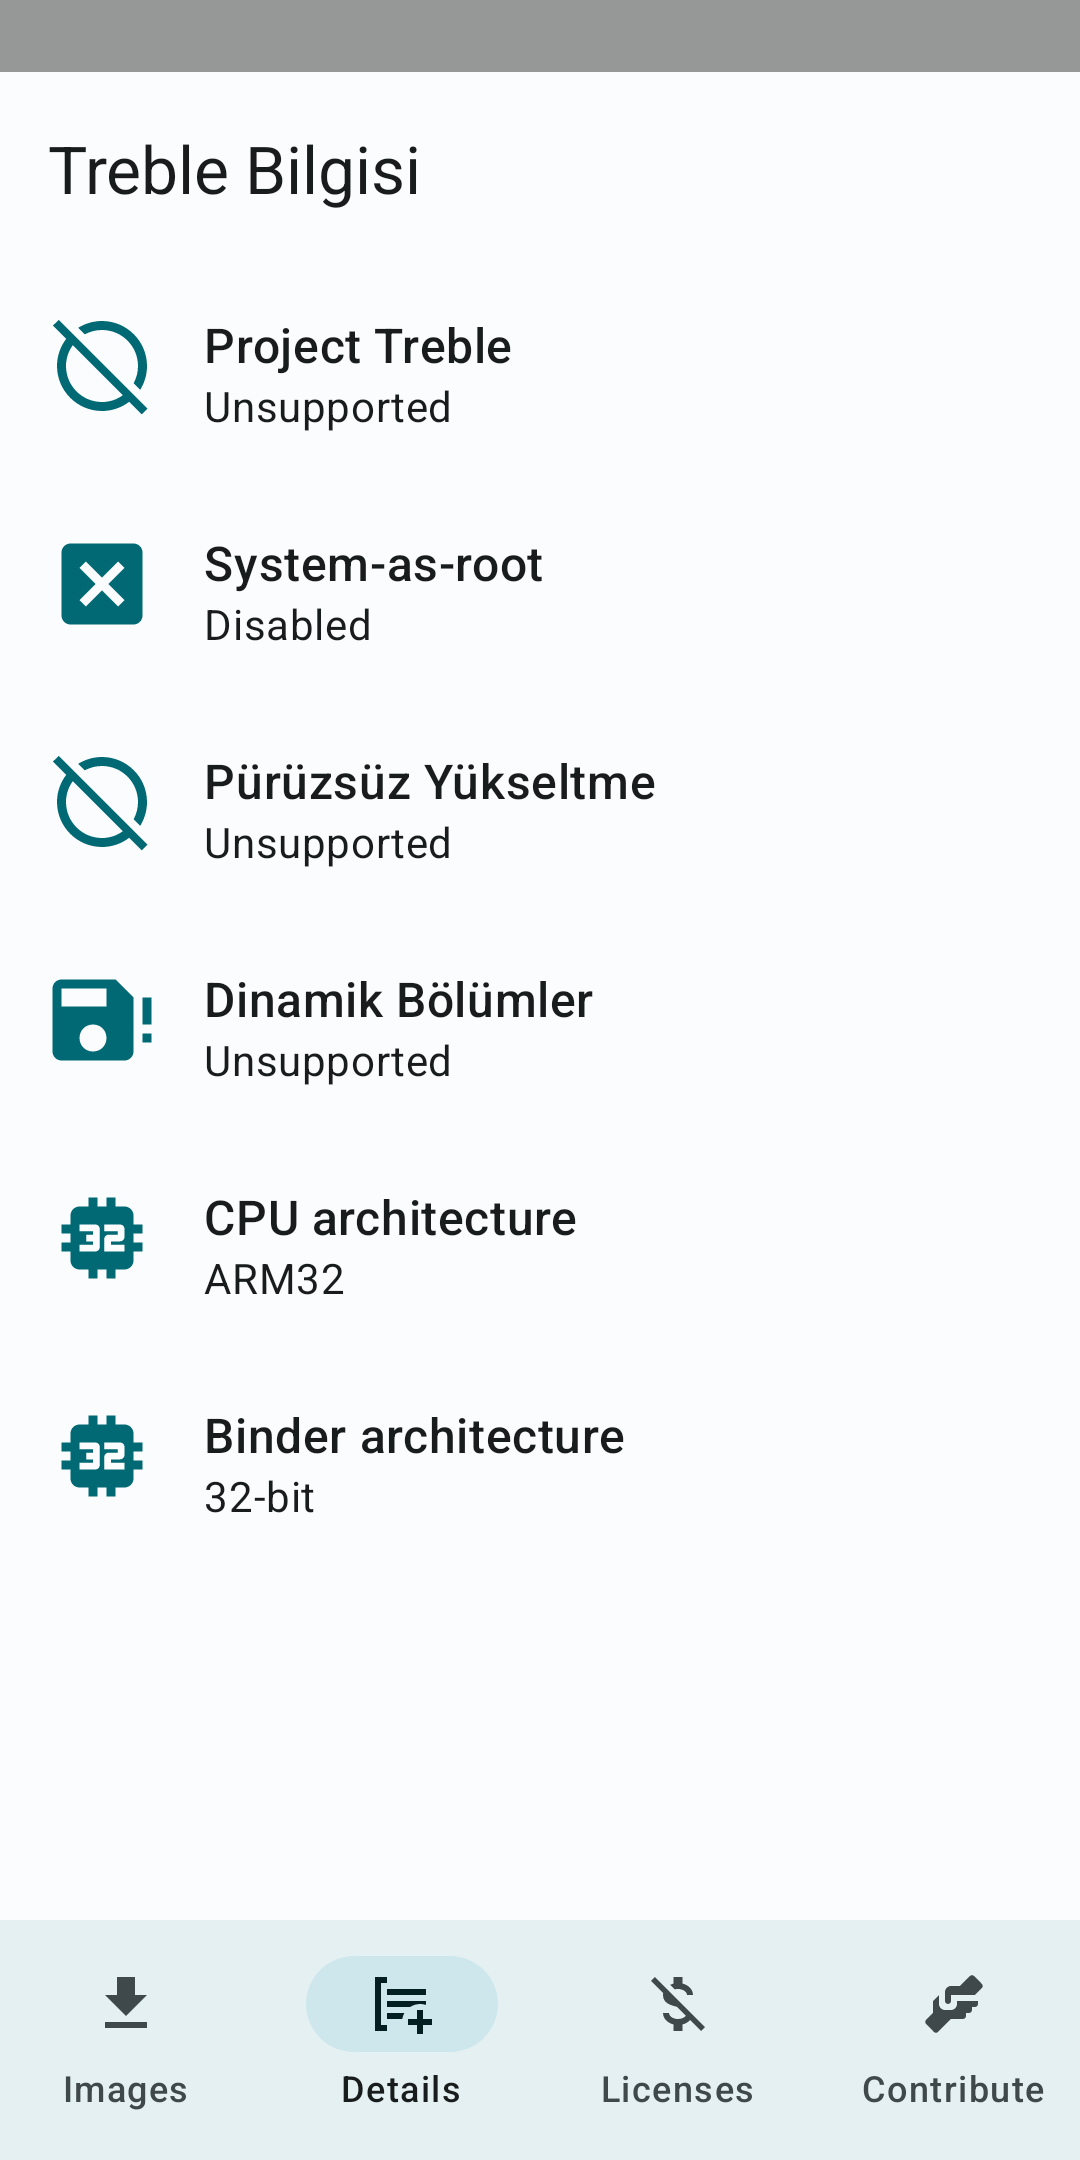 Treble Bilgisi
Project Treble
Unsupported
System-as-root
Disabled
Pürüzsüz Yükseltme
Unsupported
Dinamik Bölümler
Unsupported
32
CPU architecture
ARM32
32
Binder architecture
32-bit
Images
Details
Licenses
Contribute